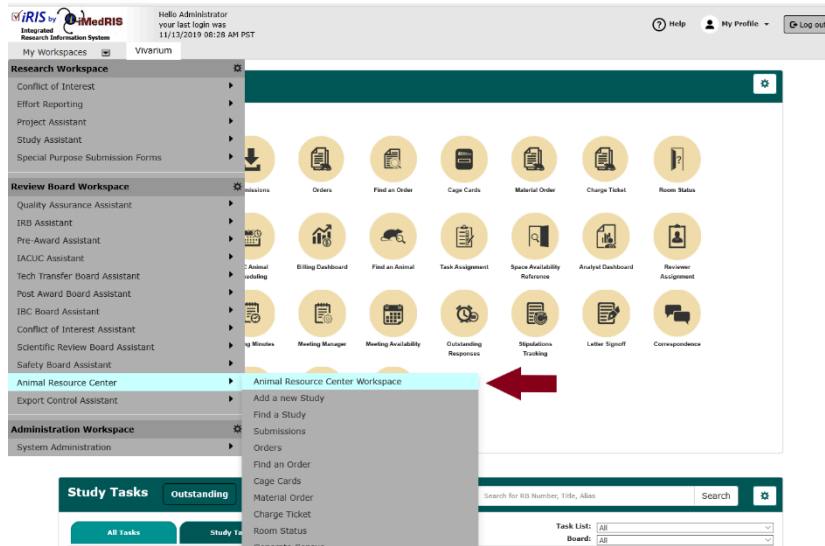 iRIS by iMedRIS
Integrated
Research Information System
Hello Administrator
your last login was
11/13/2019 08:28 AM PST
? Help
My Profile
Log out
My Workspaces
Vivarium
Research Workspace
Conflict of Interest
Effort Reporting
Project Assistant
Study Assistant
Special Purpose Submission Forms
Review Board Workspace
Quality Assurance Assistant
IRB Assistant
Pre-Award Assistant
IACUC Assistant
Tech Transfer Board Assistant
Post Award Board Assistant
IBC Board Assistant
Conflict of Interest Assistant
Scientific Review Board Assistant
Safety Board Assistant
Animal Resource Center
Export Control Assistant
Administration Workspace
System Administration
Orders
Find an Order
Cage Cards
Material Order
Charge Ticket
Room Status
Animal
Billing Dashboard
Find an Animal
Task Assignment
Space Availability
Reference
Analyst Dashboard
Reviewer
Assignment
Minutes
Meeting Manager
Meeting Availability
Outstanding
Responses
Stipulations
Tracking
Letter Signoff
Correspondence
Animal Resource Center Workspace
Add a new Study
Find a Study
Submissions
Orders
Find an Order
Cage Cards
Material Order
Charge Ticket
Room Status
Study Tasks
Outstanding
Search for RB Number, Title, Alias
Search
All Tasks
Study Ta
Task List: All
Board: All